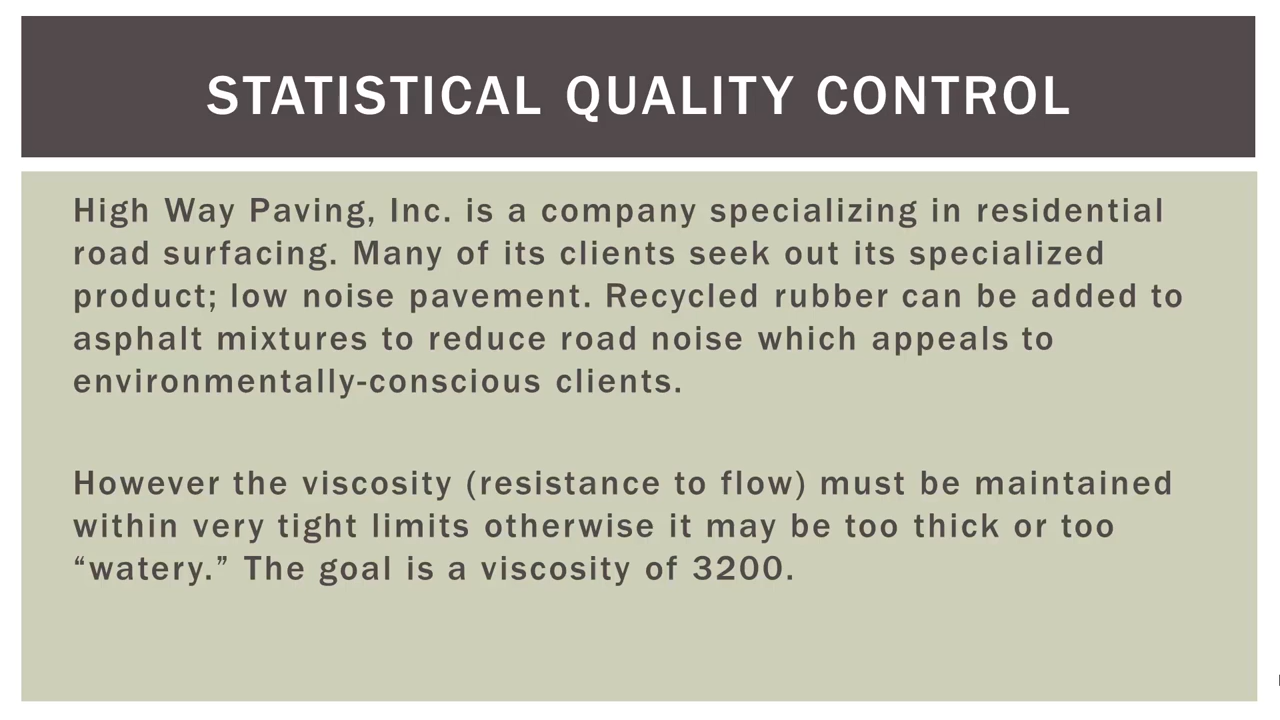 STATISTICAL QUALITY CONTROL
High Way Paving, Inc. is a company specializing in residential
road surfacing. Many of its clients seek out its specialized
product; low noise pavement. Recycled rubber can be added to
asphalt mixtures to reduce road noise which appeals to
environmentally-conscious clients.
However the viscosity (resistance to flow) must be maintained
within very tight limits otherwise it may be too thick or too
“watery.” The goal is a viscosity of 3200.